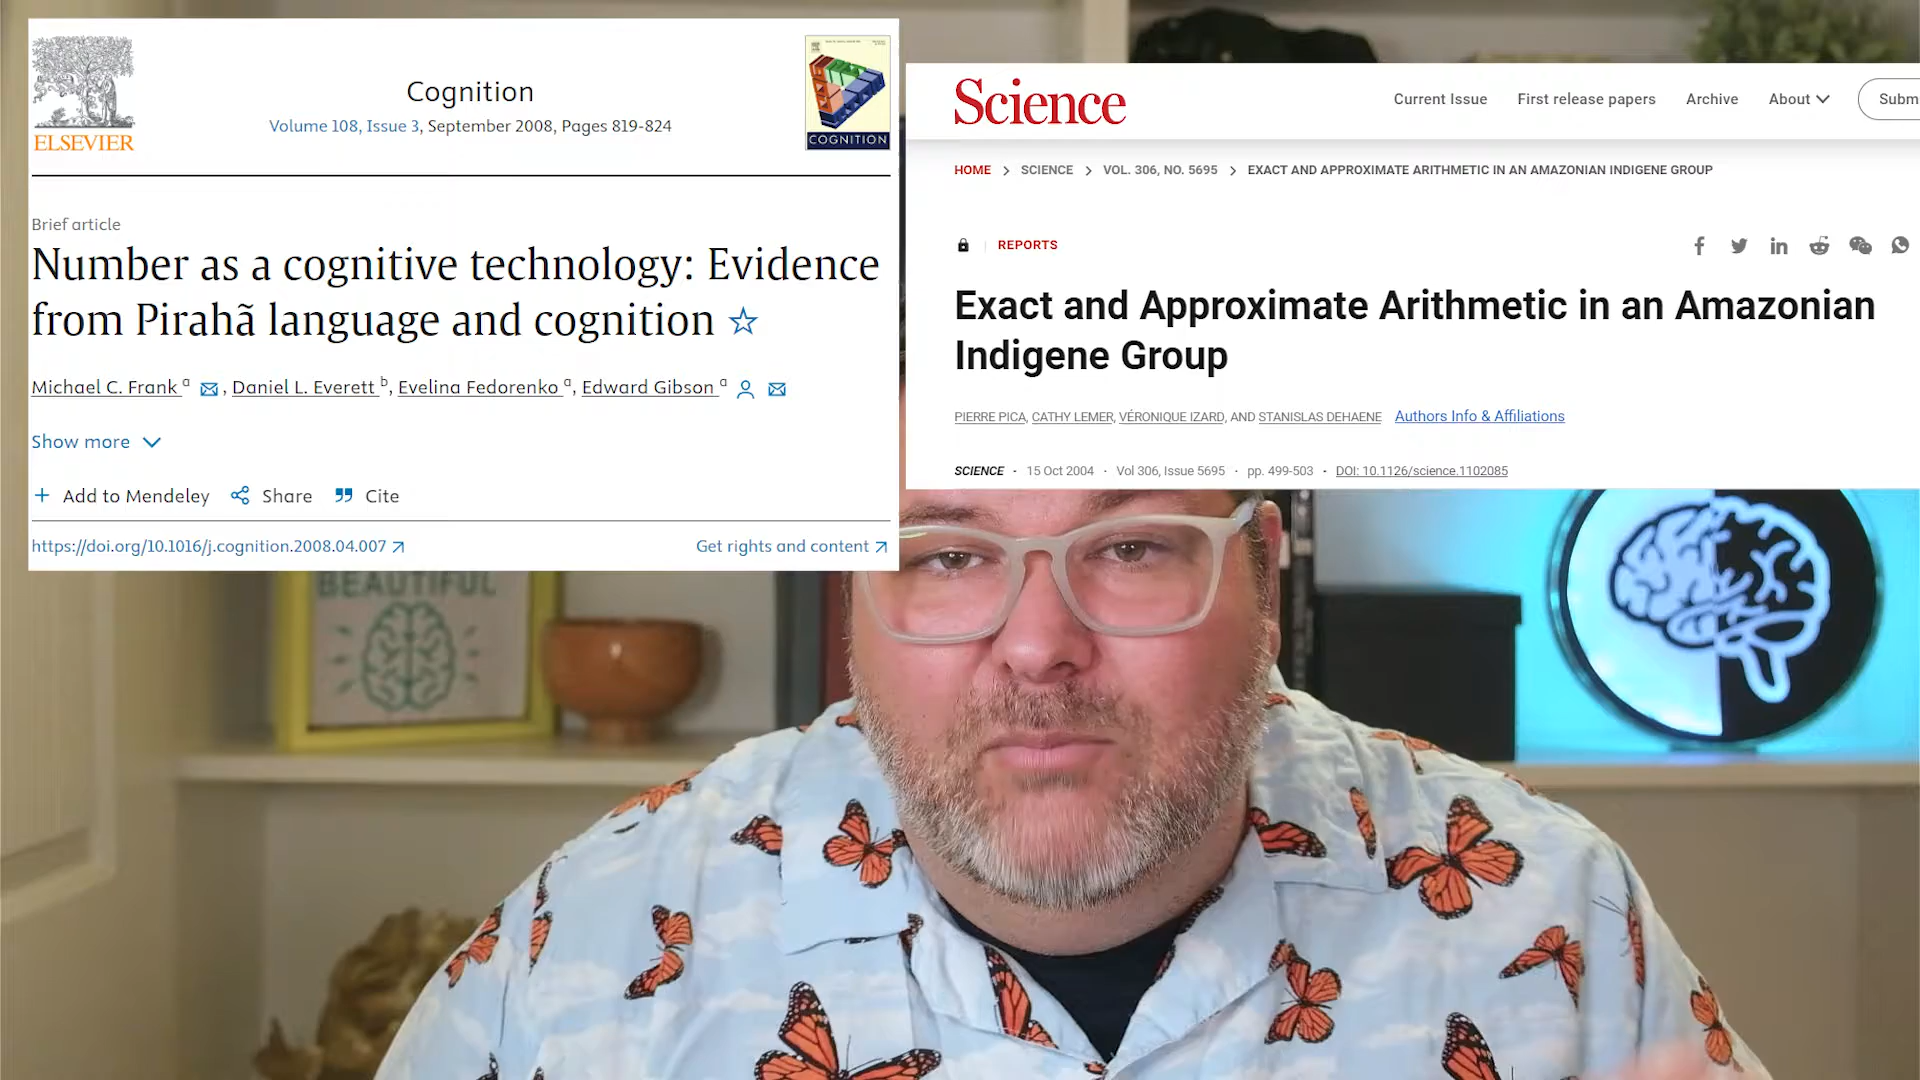 ELSEVIER
Cognition
Volume 108, Issue 3, September 2008, Pages 819-824
COGNITION
Brief article
Number as a cognitive technology: Evidence
from Pirahã language and cognition ☆
Michael C. Frank a, Daniel L. Everett b, Evelina Fedorenko a, Edward Gibson a
Show more
+ Add to Mendeley Share Cite
https://doi.org/10.1016/j.cognition.2008.04.007 Get rights and content
Science
Current Issue First release papers Archive About Subm
HOME > SCIENCE > VOL. 306, NO. 5695 > EXACT AND APPROXIMATE ARITHMETIC IN AN AMAZONIAN INDIGENE GROUP
REPORTS
Exact and Approximate Arithmetic in an Amazonian
Indigene Group
PIERRE PICA, CATHY LEMER, VÉRONIQUE IZARD, AND STANISLAS DEHAENE Authors Info & Affiliations
SCIENCE · 15 Oct 2004 · Vol 306, Issue 5695 · pp. 499-503 · DOI: 10.1126/science.1102085
BEAUTIFUL